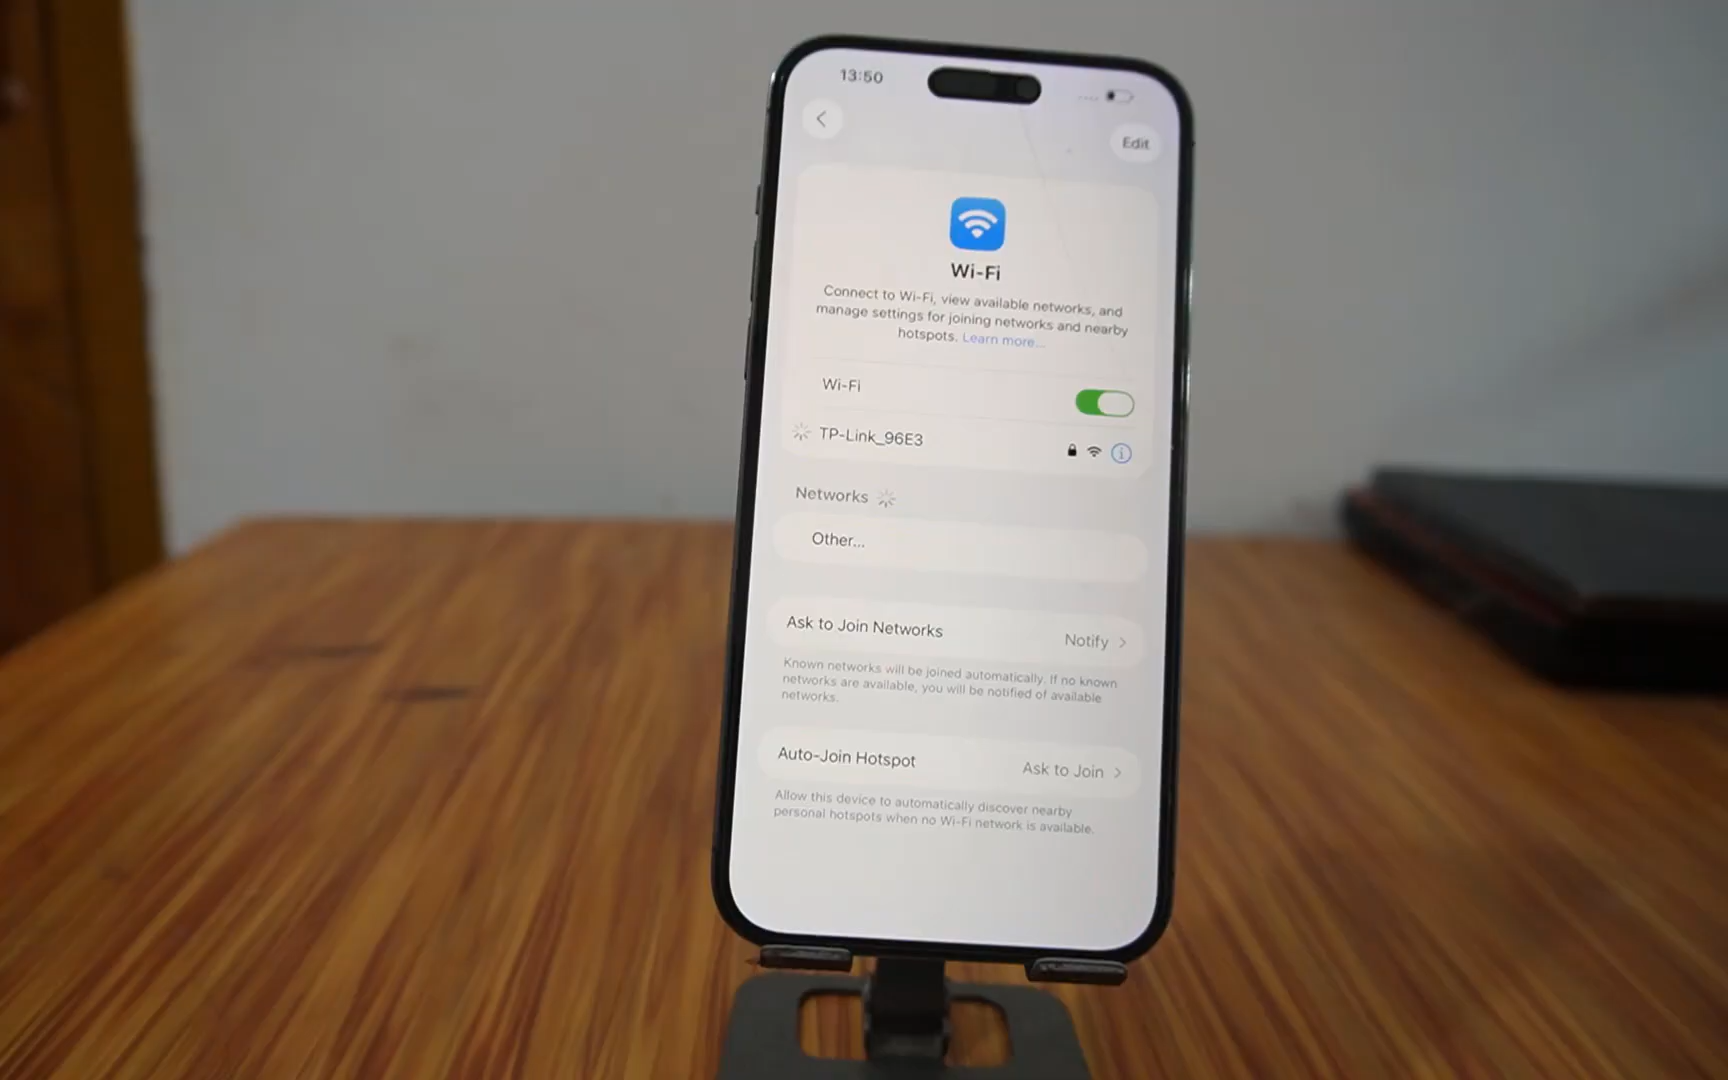 13:50
Edit
Wi-Fi
Connect to Wi-Fi, view available networks, and
manage settings for joining networks and nearby
hotspots. Learn more...
Wi-Fi
TP-Link_96E3
Networks
Other...
Ask to Join Networks
Notify
Known networks will be joined automatically. If no known
networks are available, you will be notified of available
networks.
Auto-Join Hotspot
Ask to Join
Allow this device to automatically discover nearby
personal hotspots when no Wi-Fi network is available.